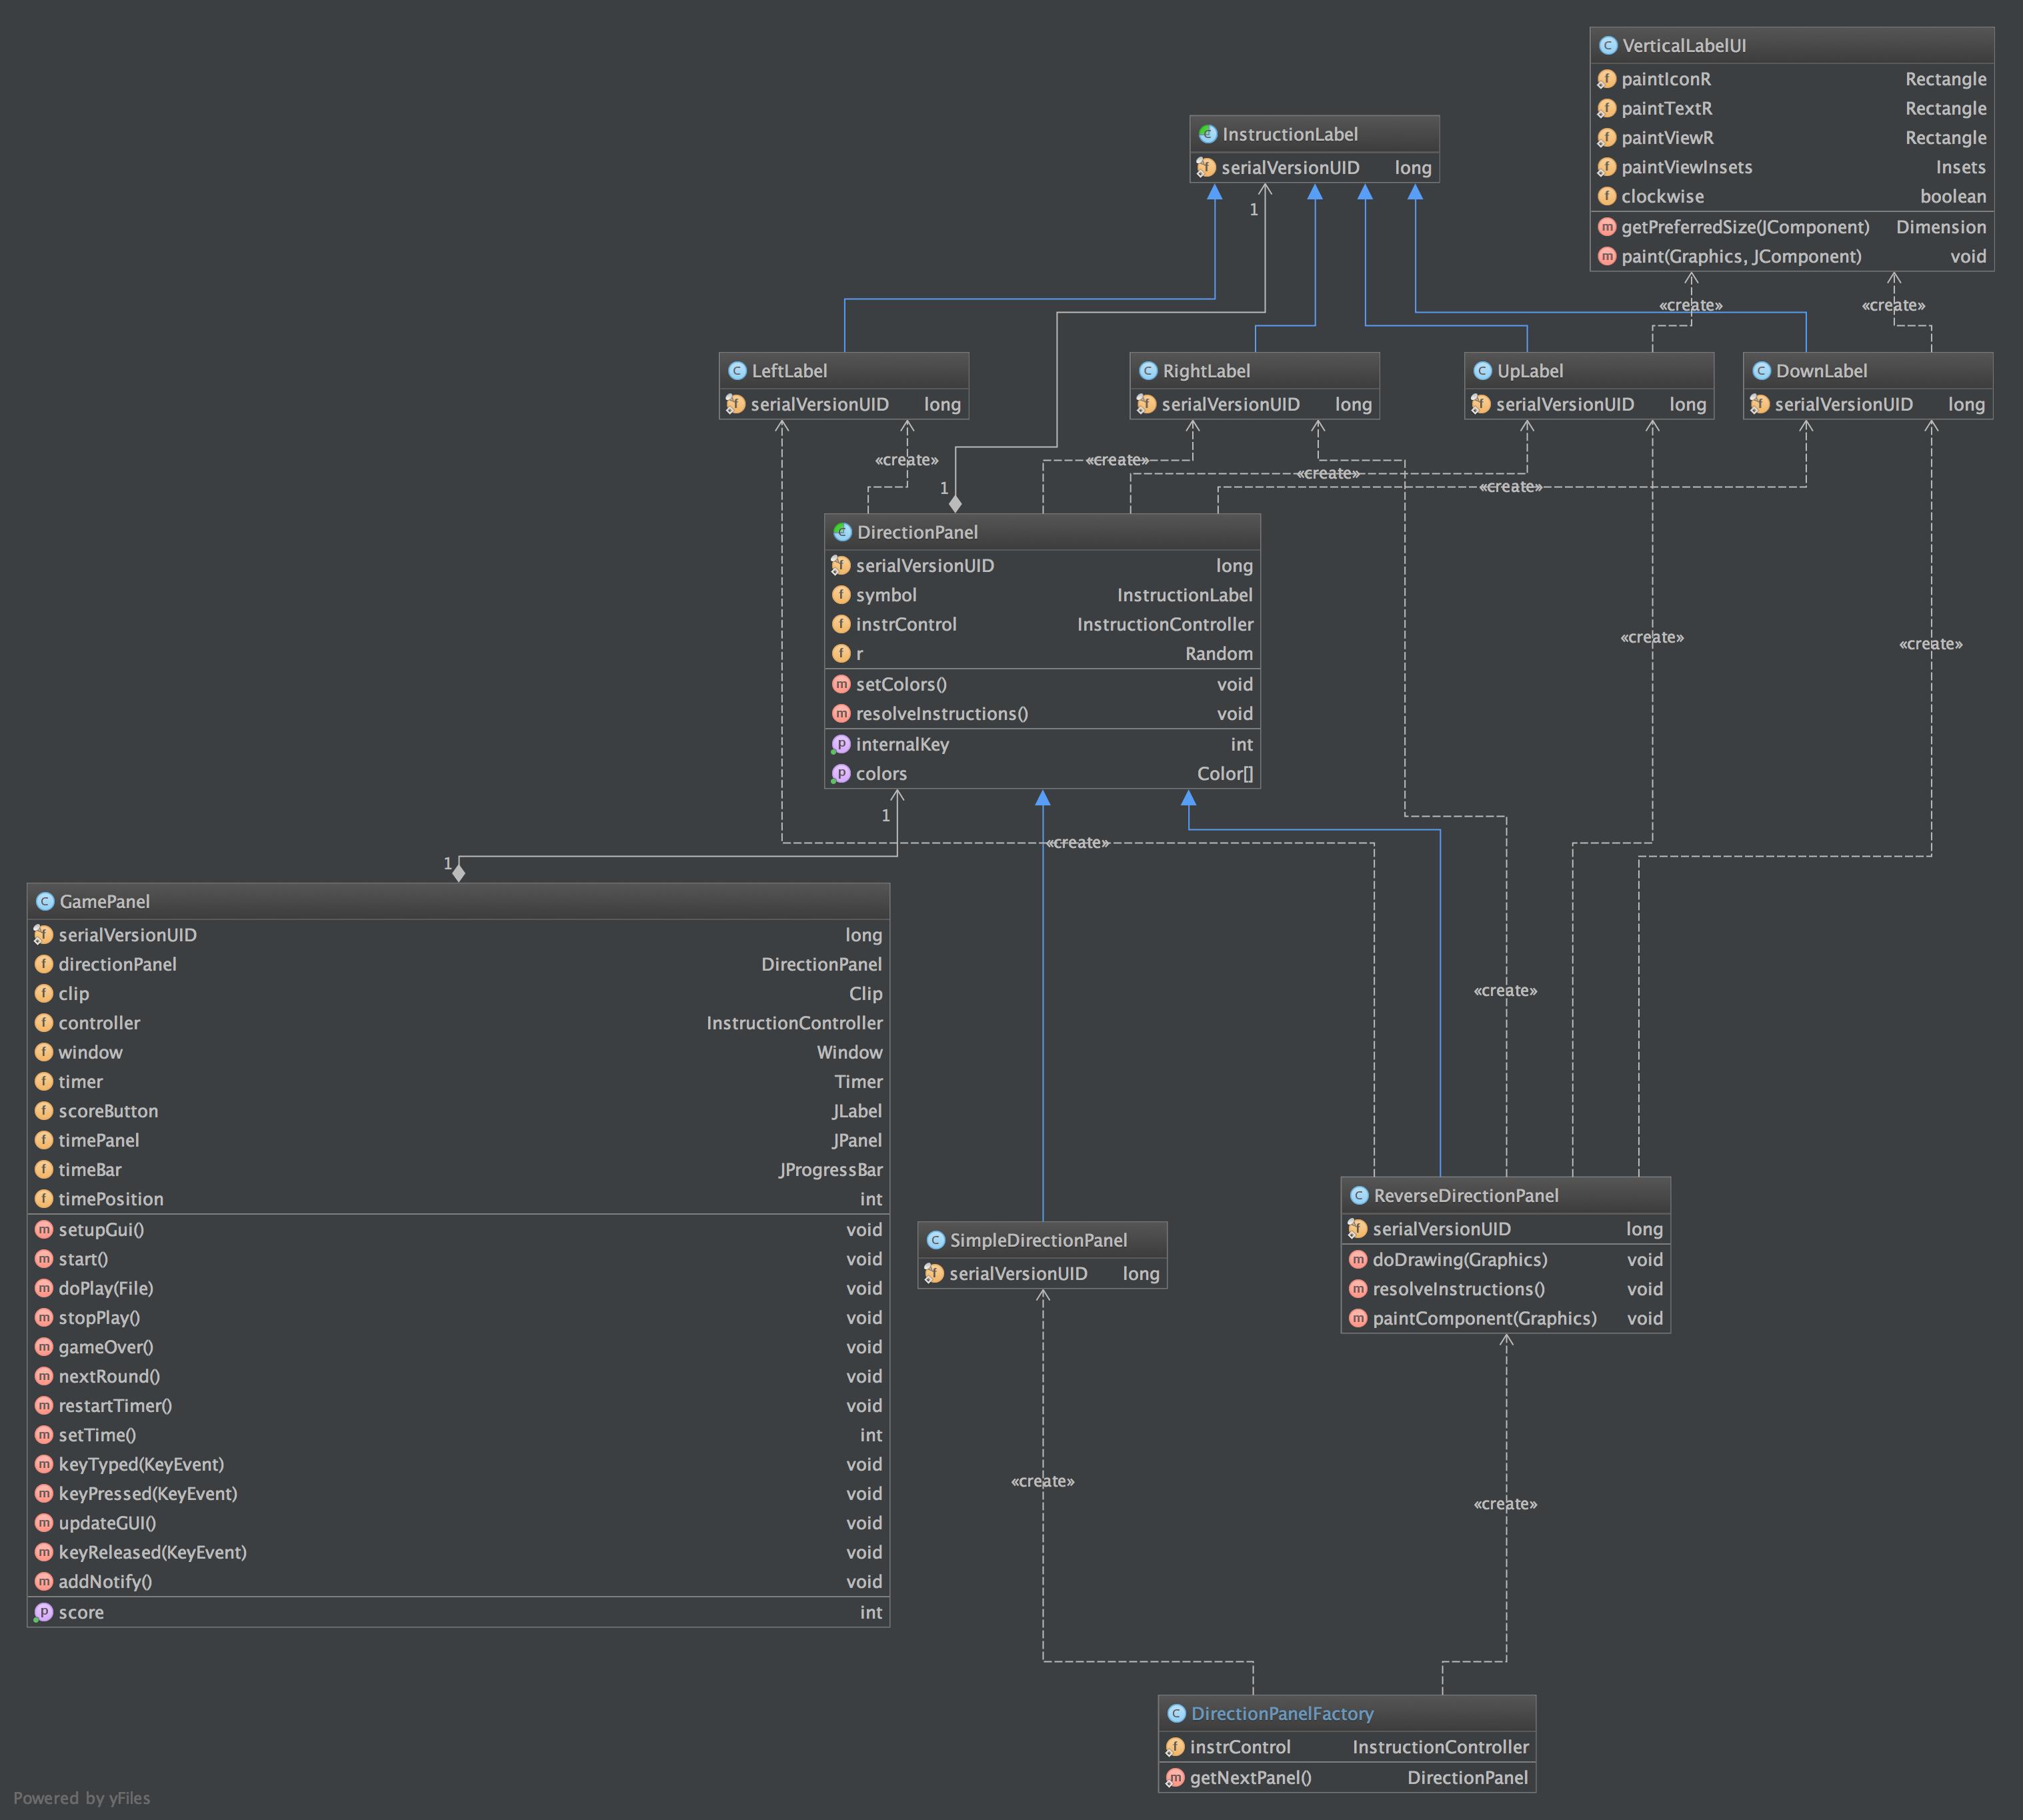 VerticalLabelUI
paintIconR Rectangle
paintTextR Rectangle
paintViewR Rectangle
paintViewInsets Insets
clockwise boolean
getPreferredSize(JComponent) Dimension
paint(Graphics, JComponent) void
InstructionLabel
serialVersionUID long
1
«create» «create»
LeftLabel
serialVersionUID long
RightLabel
serialVersionUID long
UpLabel
serialVersionUID long
DownLabel
serialVersionUID long
«create» «create»
«create»
1 «create»
DirectionPanel
serialVersionUID long
symbol InstructionLabel
instrControl InstructionController
r Random
setColors() void
resolveInstructions() void
internalKey int
colors Color[]
«create» «create»
1
«create»
1
GamePanel
serialVersionUID long
directionPanel DirectionPanel
clip Clip
controller InstructionController
window Window
timer Timer
scoreButton JLabel
timePanel JPanel
timeBar JProgressBar
timePosition int
setupGui() void
start() void
doPlay(File) void
stopPlay() void
gameOver() void
nextRound() void
restartTimer() void
setTime() int
keyTyped(KeyEvent) void
keyPressed(KeyEvent) void
updateGUI() void
keyReleased(KeyEvent) void
addNotify() void
score int
«create»
SimpleDirectionPanel
serialVersionUID long
ReverseDirectionPanel
serialVersionUID long
doDrawing(Graphics) void
resolveInstructions() void
paintComponent(Graphics) void
«create»
«create»
DirectionPanelFactory
instrControl InstructionController
getNextPanel() DirectionPanel
Powered by yFiles